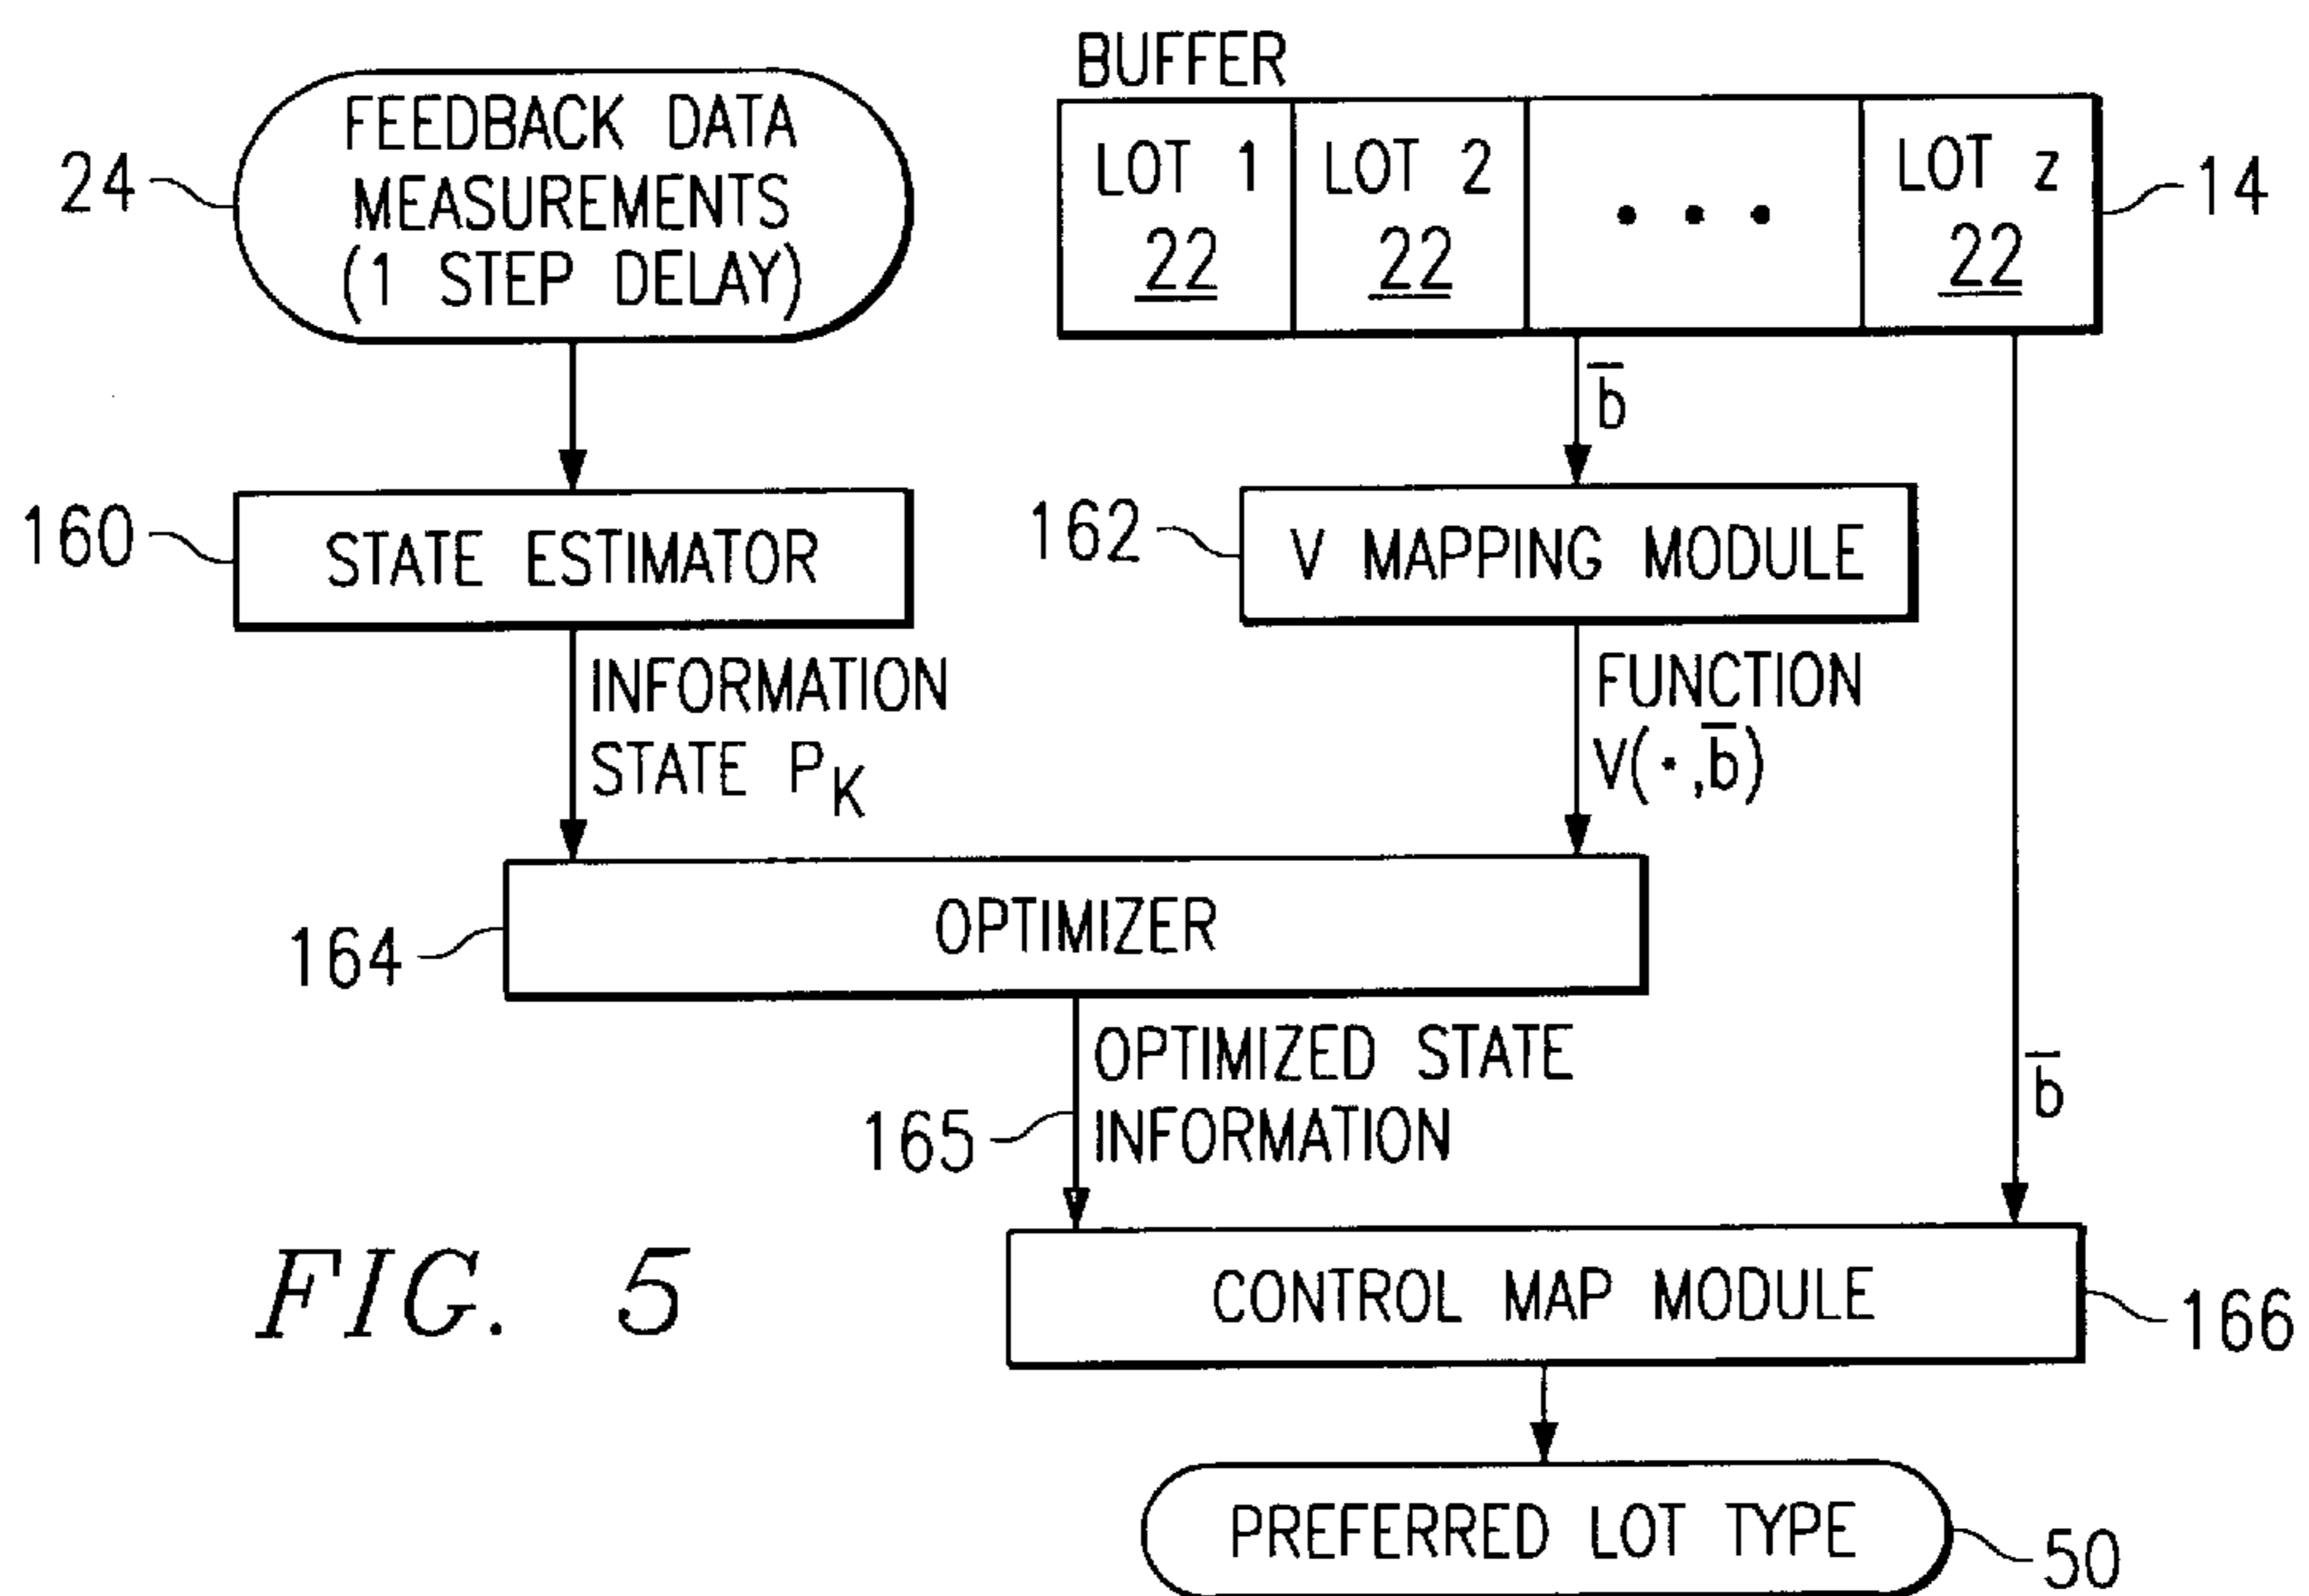 BUFFER
FEEDBACK DATA
MEASUREMENTS
(1 STEP DELAY)
24
LOT 1
22
LOT 2
22
• • •
LOT z
22
14
b̅
160
STATE ESTIMATOR
162
V MAPPING MODULE
INFORMATION
STATE P_K
FUNCTION
V(•,b̅)
164
OPTIMIZER
165
OPTIMIZED STATE
INFORMATION
b̅
CONTROL MAP MODULE
166
FIG. 5
PREFERRED LOT TYPE
50